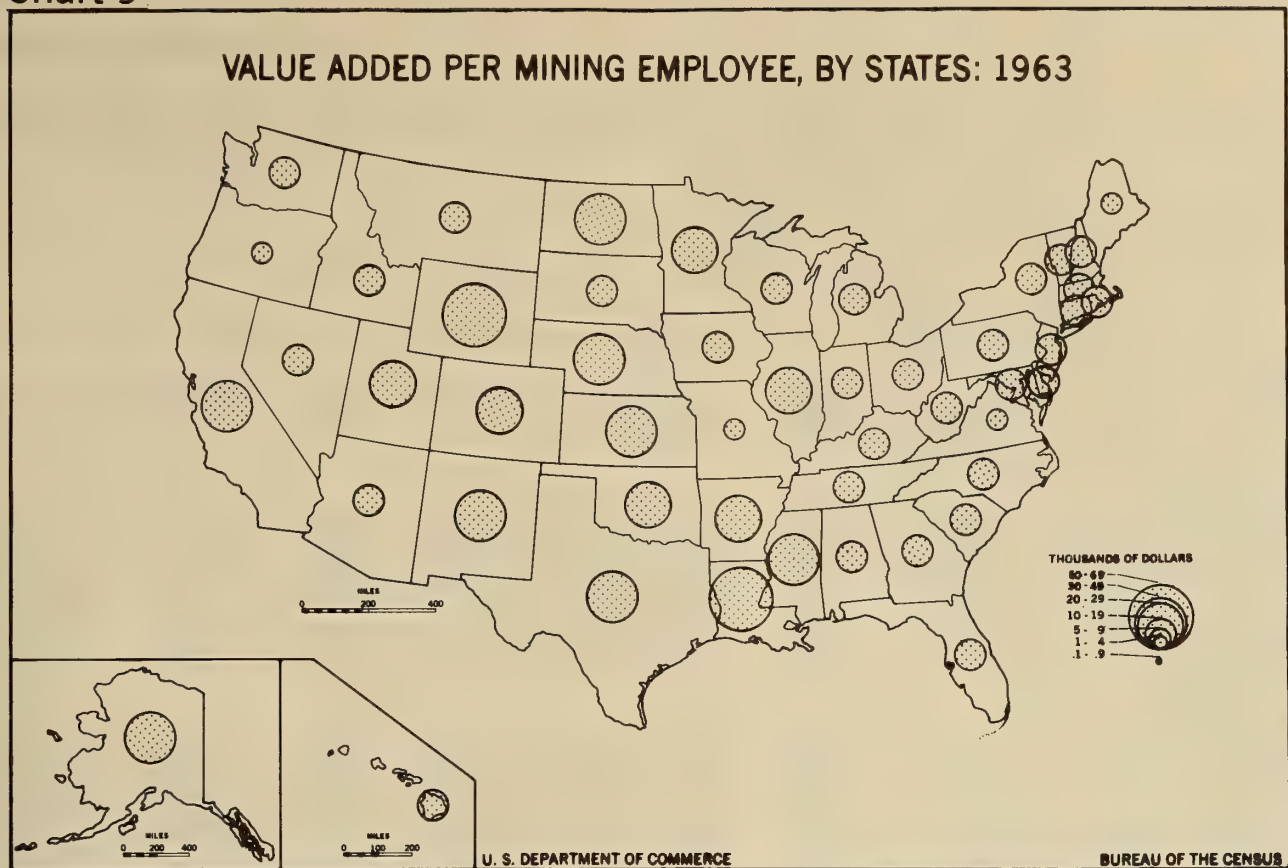 VALUE ADDED PER MINING EMPLOYEE, BY STATES: 1963
THOUSANDS OF DOLLARS
50-69
30-49
20-29
10-19
5-9
1-4
.1-.9
MILES
0 200 400
MILES
0 200 400
MILES
0 100 200
U. S. DEPARTMENT OF COMMERCE
BUREAU OF THE CENSUS